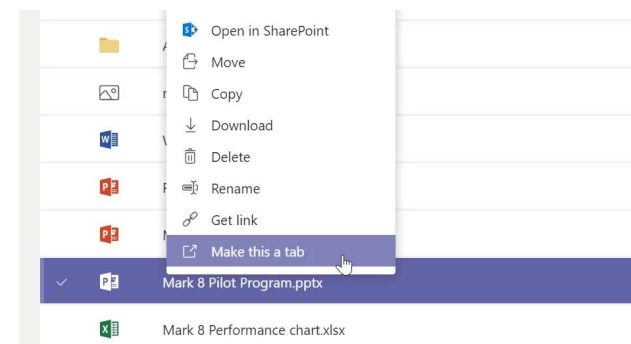 Open in SharePoint
Move
Copy
Download
Delete
Rename
Get link
Make this a tab
Mark 8 Pilot Program.pptx
Mark 8 Performance chart.xlsx